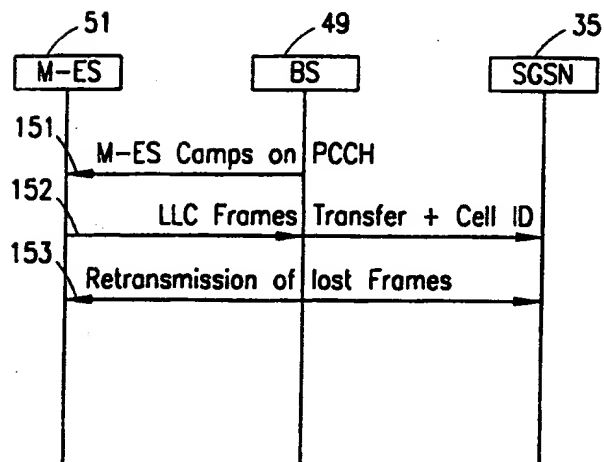 51 49 35
M-ES BS SGSN
151
M-ES Camps on PCCH
152
LLC Frames Transfer + Cell ID
153
Retransmission of lost Frames